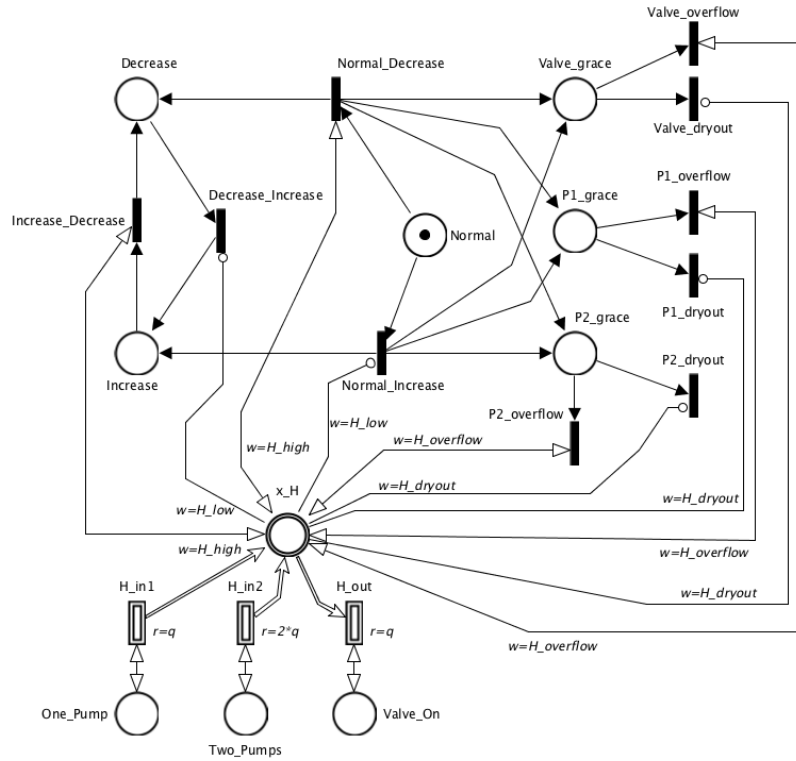 Valve_overflow
Decrease
Normal_Decrease
Valve_grace
Valve_dryout
P1_overflow
Decrease_Increase
P1_grace
Increase_Decrease
Normal
P1_dryout
P2_grace
P2_dryout
Increase
Normal_Increase
P2_overflow
w=H_low
w=H_high
w=H_overflow
x_H
w=H_dryout
w=H_dryout
w=H_low
w=H_high
w=H_overflow
H_in1
H_in2
H_out
w=H_dryout
r=q
r=2*q
r=q
w=H_overflow
One_Pump
Valve_On
Two_Pumps